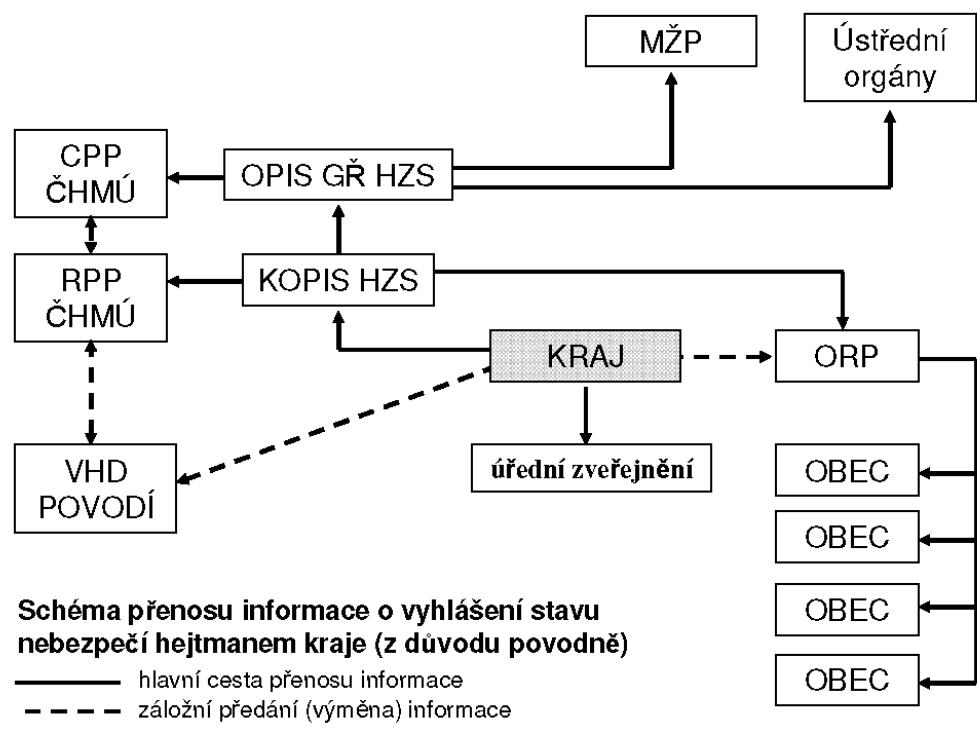 MŽP
Ústřední
orgány
CPP
ČHMÚ
OPIS GŘ HZS
RPP
ČHMÚ
KOPIS HZS
KRAJ
ORP
VHD
POVODÍ
úřední zveřejnění
OBEC
OBEC
OBEC
OBEC
Schéma přenosu informace o vyhlášení stavu
nebezpečí hejtmanem kraje (z důvodu povodně)
hlavní cesta přenosu informace
záložní předání (výměna) informace